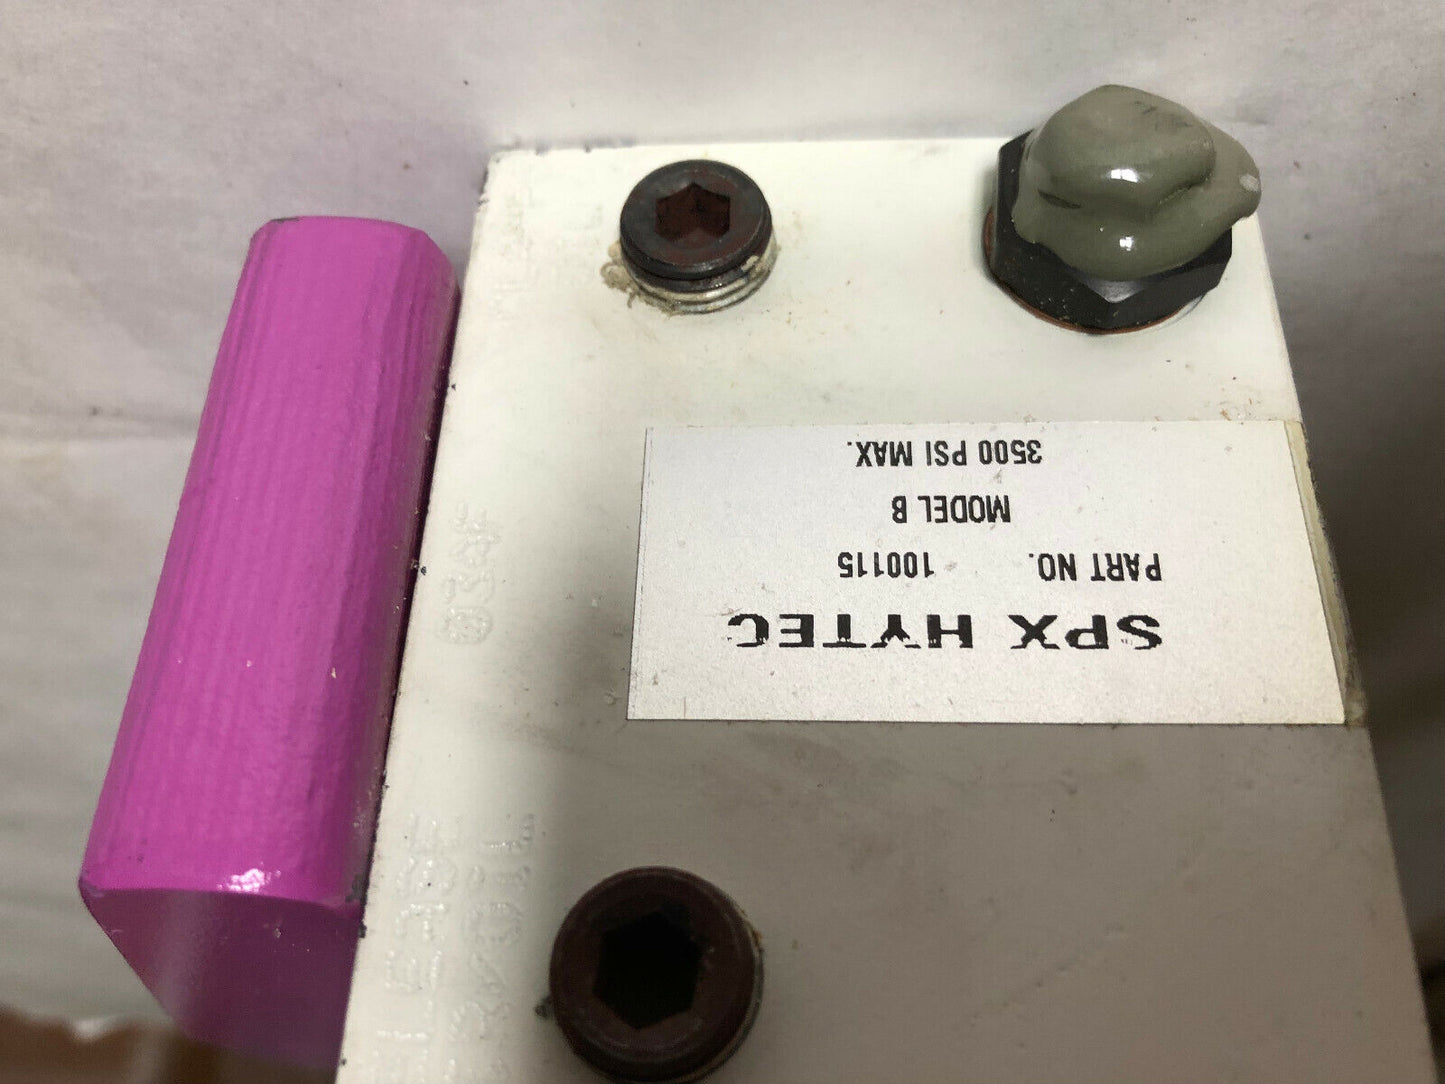 SPX HYTEC
PART NO. 100115
MODEL B
3500 PSI MAX.